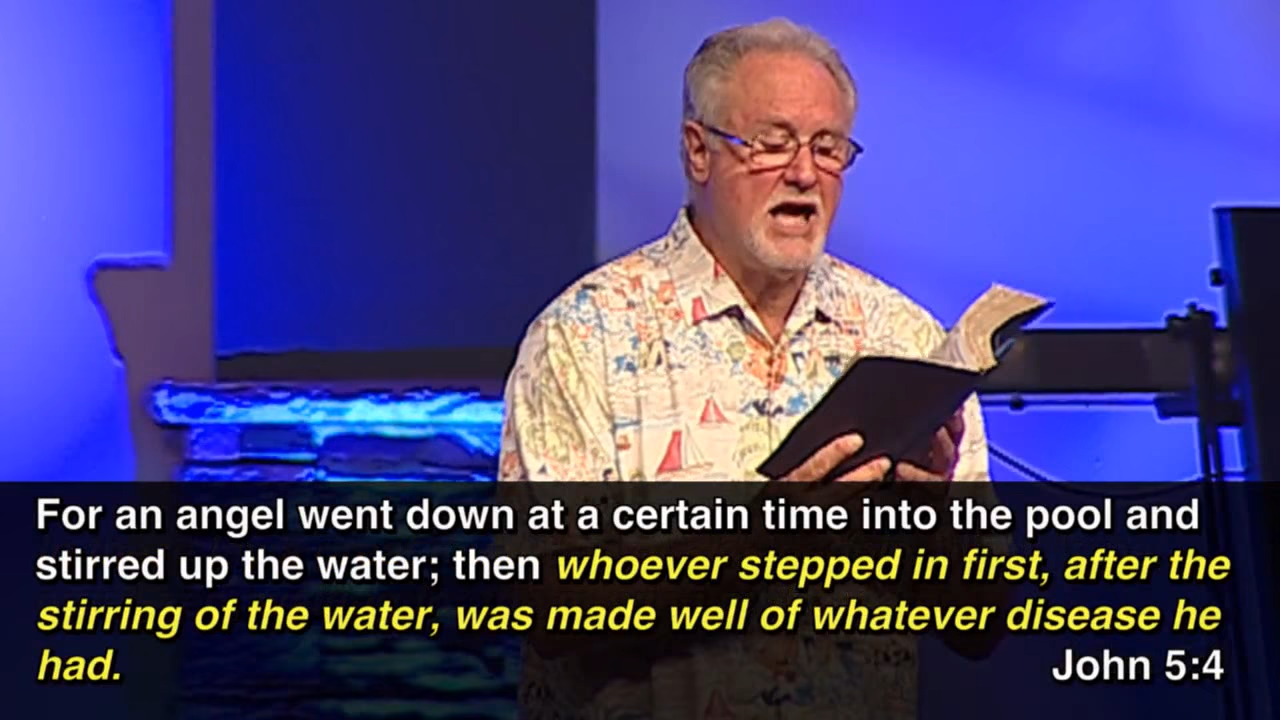 For an angel went down at a certain time into the pool and
stirred up the water; then whoever stepped in first, after the
stirring of the water, was made well of whatever disease he
had.
John 5:4